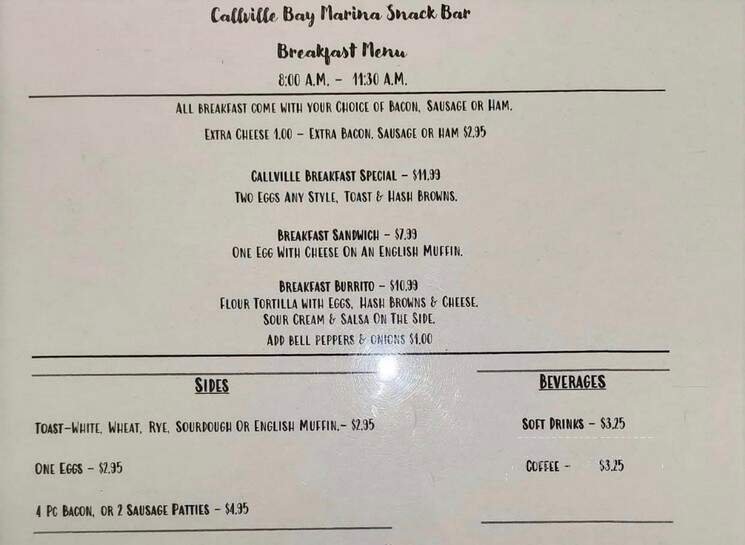 Callville Bay Marina Snack Bar
Breakfast Menu
8:00 A.M. – 11:30 A.M.
All breakfast come with your choice of Bacon, Sausage or Ham.
Extra Cheese 1.00 – Extra Bacon, Sausage or ham $2.95
Callville Breakfast Special – $11.99
Two Eggs Any Style, Toast & Hash Browns.
Breakfast Sandwich – $7.99
One Egg With Cheese On An English Muffin.
Breakfast Burrito – $10.99
Flour Tortilla with Eggs, Hash Browns & Cheese.
Sour Cream & Salsa On The Side.
Add bell peppers & onions $1.00
Sides
Toast-White, Wheat, Rye, Sourdough Or English Muffin.- $2.95
One Eggs – $2.95
4 Pc Bacon, or 2 Sausage Patties – $4.95
Beverages
Soft Drinks – $3.25
Coffee – $3.25